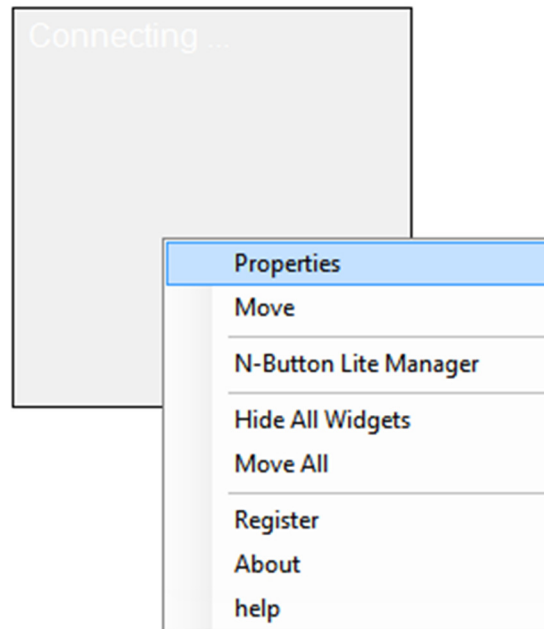 Connecting ...
Properties
Move
N-Button Lite Manager
Hide All Widgets
Move All
Register
About
help